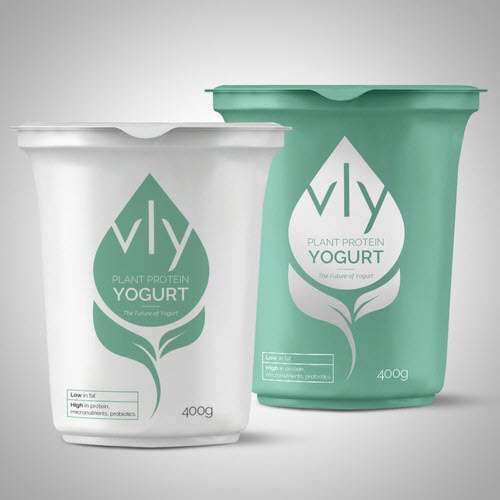 vly
PLANT PROTEIN
YOGURT
The Future of Yogurt
Low in fat
High in protein,
micronutrients, probiotics
400g
vly
PLANT PROTEIN
YOGURT
The Future of Yogurt
Low in fat
High in protein,
micronutrients, probiotics
400g